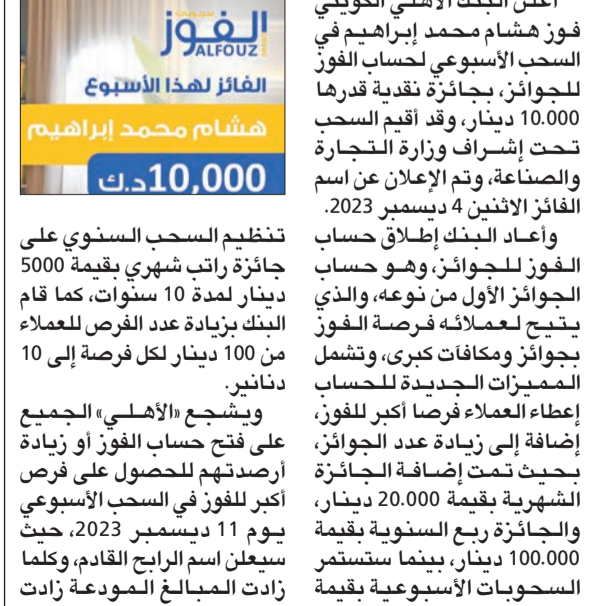 أعلن البنك الأهلي الكويتي
فوز هشام محمد إبراهيم في
السحب الأسبوعي لحساب الفوز
للجوائز، بجائزة نقدية قدرها
10.000 دينار، وقد أقيم السحب
تحت إشراف وزارة التجارة
والصناعة، وتم الإعلان عن اسم
الفائز الاثنين 4 ديسمبر 2023.
وأعاد البنك إطلاق حساب
الفوز للجوائز، وهو حساب
الجوائز الأول من نوعه، والذي
يتيح لعملائه فرصة الفوز
بجوائز ومكافآت كبرى، وتشمل
المميزات الجديدة للحساب
إعطاء العملاء فرصا أكبر للفوز،
إضافة إلى زيادة عدد الجوائز،
بحيث تمت إضافة الجائزة
الشهرية بقيمة 20.000 دينار،
والجائزة ربع السنوية بقيمة
100.000 دينار، بينما ستستمر
السحوبات الأسبوعية بقيمة
سحوبات
الفوز
ALFOUZ
الفائز لهذا الأسبوع
هشام محمد إبراهيم
10,000د.ك
تنظيم السحب السنوي على
جائزة راتب شهري بقيمة 5000
دينار لمدة 10 سنوات، كما قام
البنك بزيادة عدد الفرص للعملاء
من 100 دينار لكل فرصة إلى 10
دنانير.
ويشجع «الأهلي» الجميع
على فتح حساب الفوز أو زيادة
أرصدتهم للحصول على فرص
أكبر للفوز في السحب الأسبوعي
يوم 11 ديسمبر 2023، حيث
سيعلن اسم الرابح القادم، وكلما
زادت المبالغ المودعة زادت